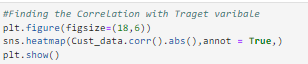 #Finding the Correlation with Traget varibale
plt.figure(figsize=(18,6))
sns.heatmap(Cust_data.corr().abs(),annot = True,)
plt.show()